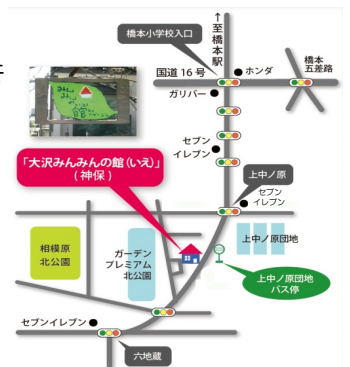 ↑至橋本駅
橋本小学校入口
国道16号
ホンダ
橋本
五差路
ガリバー
みんみん
館
セブン
イレブン
「大沢みんみんの館(いえ)」
(神保)
上中ノ原
セブン
イレブン
上中ノ原団地
相模原
北公園
ガーデン
プレミアム
北公園
上中ノ原団地
バス停
セブンイレブン
六地蔵